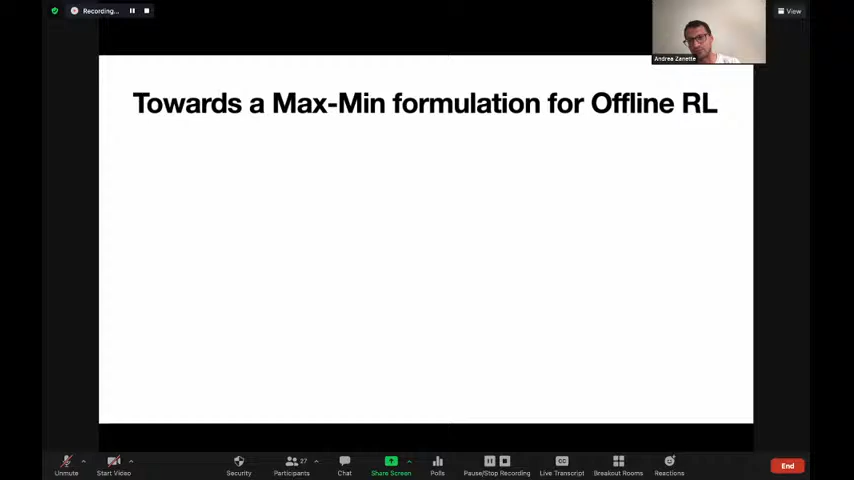 Recording...
View
Andrea Zanette
Towards a Max-Min formulation for Offline RL
Unmute
Start Video
Security
27
Participants
Chat
Share Screen
Polls
Pause/Stop Recording
CC
Live Transcript
Breakout Rooms
Reactions
End